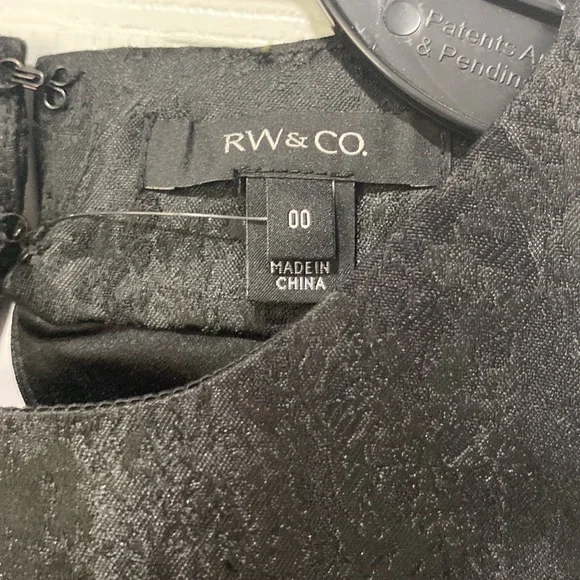 Patents
& Pendin
RW&CO.
00
MADE IN
CHINA